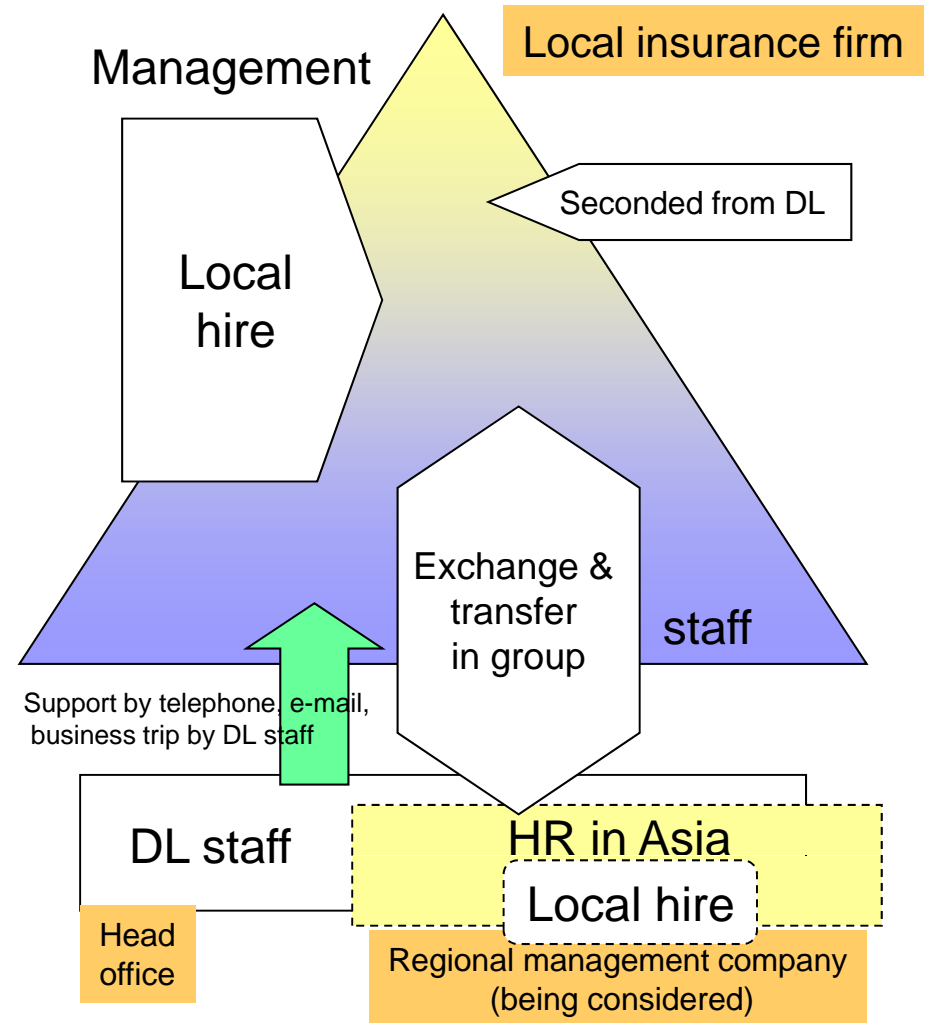 Local insurance firm
Management
Seconded from DL
Local
hire
Exchange &
transfer
in group
staff
Support by telephone, e-mail,
business trip by DL staff
DL staff
HR in Asia
Local hire
Head
office
Regional management company
(being considered)